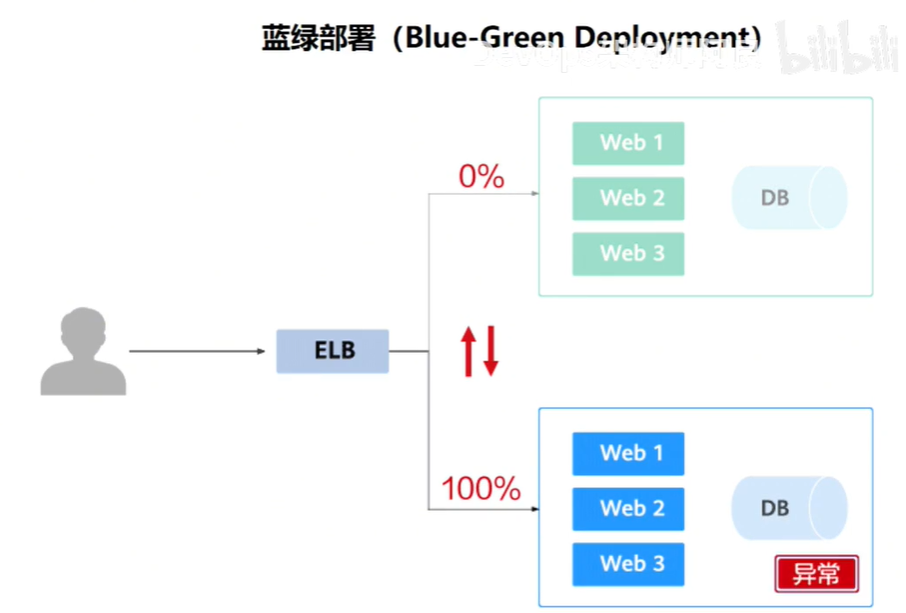 蓝绿部署（Blue-Green Deployment）
bilibili
0%
Web 1
Web 2
Web 3
DB
ELB
100%
Web 1
Web 2
Web 3
DB
异常